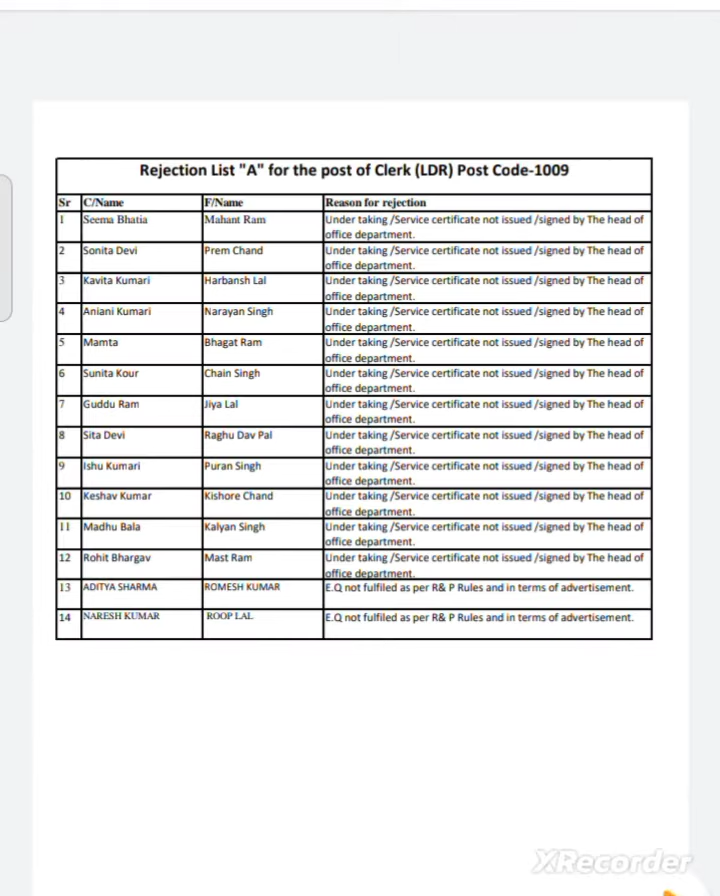 Rejection List "A" for the post of Clerk (LDR) Post Code-1009
Sr C/Name F/Name Reason for rejection
1 Seema Bhatia Mahant Ram Under taking /Service certificate not issued /signed by The head of
office department.
2 Sonita Devi Prem Chand Under taking /Service certificate not issued /signed by The head of
office department.
3 Kavita Kumari Harbansh Lal Under taking /Service certificate not issued /signed by The head of
office department.
4 Aniani Kumari Narayan Singh Under taking /Service certificate not issued /signed by The head of
office department.
5 Mamta Bhagat Ram Under taking /Service certificate not issued /signed by The head of
office department.
6 Sunita Kour Chain Singh Under taking /Service certificate not issued /signed by The head of
office department.
7 Guddu Ram Jiya Lal Under taking /Service certificate not issued /signed by The head of
office department.
8 Sita Devi Raghu Dav Pal Under taking /Service certificate not issued /signed by The head of
office department.
9 Ishu Kumari Puran Singh Under taking /Service certificate not issued /signed by The head of
office department.
10 Keshav Kumar Kishore Chand Under taking /Service certificate not issued /signed by The head of
office department.
11 Madhu Bala Kalyan Singh Under taking /Service certificate not issued /signed by The head of
office department.
12 Rohit Bhargav Mast Ram Under taking /Service certificate not issued /signed by The head of
office department.
13 ADITYA SHARMA ROMESH KUMAR E.Q not fulfiled as per R& P Rules and in terms of advertisement.
14 NARESH KUMAR ROOP LAL E.Q not fulfiled as per R& P Rules and in terms of advertisement.
XRecorder